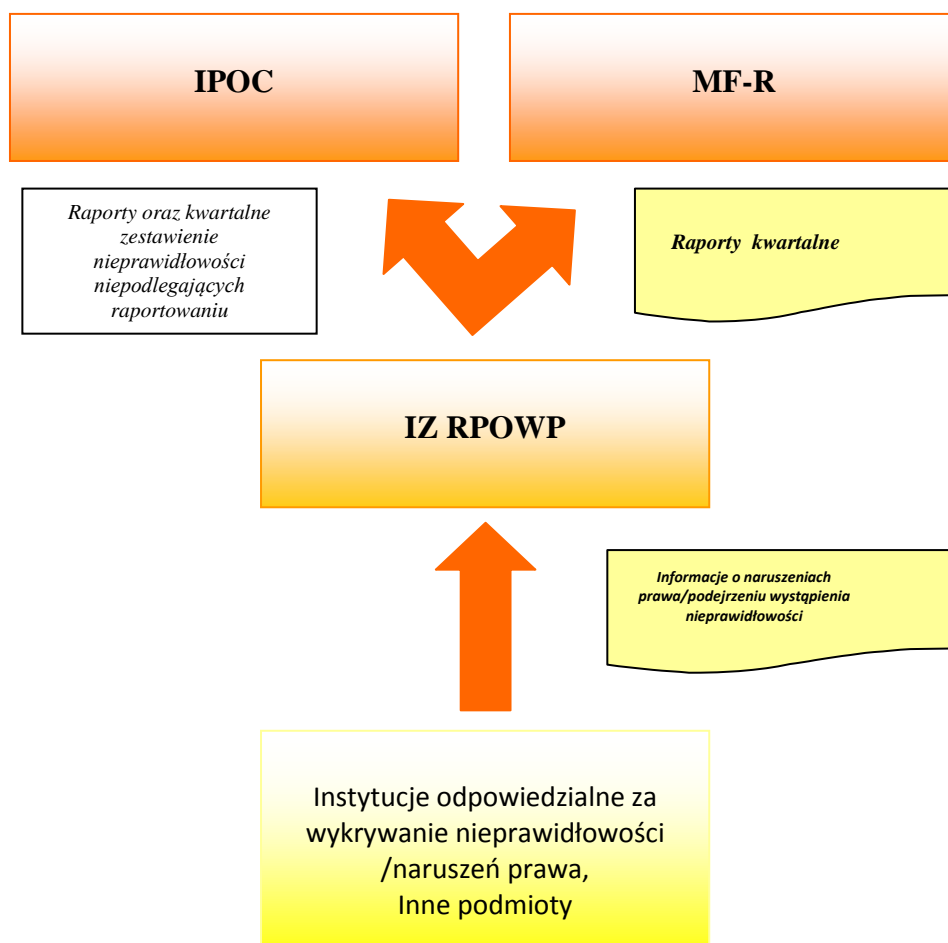 IPOC
MF-R
Raporty oraz kwartalne
zestawienie
nieprawidłowości
niepodlegających
raportowaniu
Raporty kwartalne
IZ RPOWP
Informacje o naruszeniach
prawa/podejrzeniu wystąpienia
nieprawidłowości
Instytucje odpowiedzialne za
wykrywanie nieprawidłowości
/naruszeń prawa,
Inne podmioty